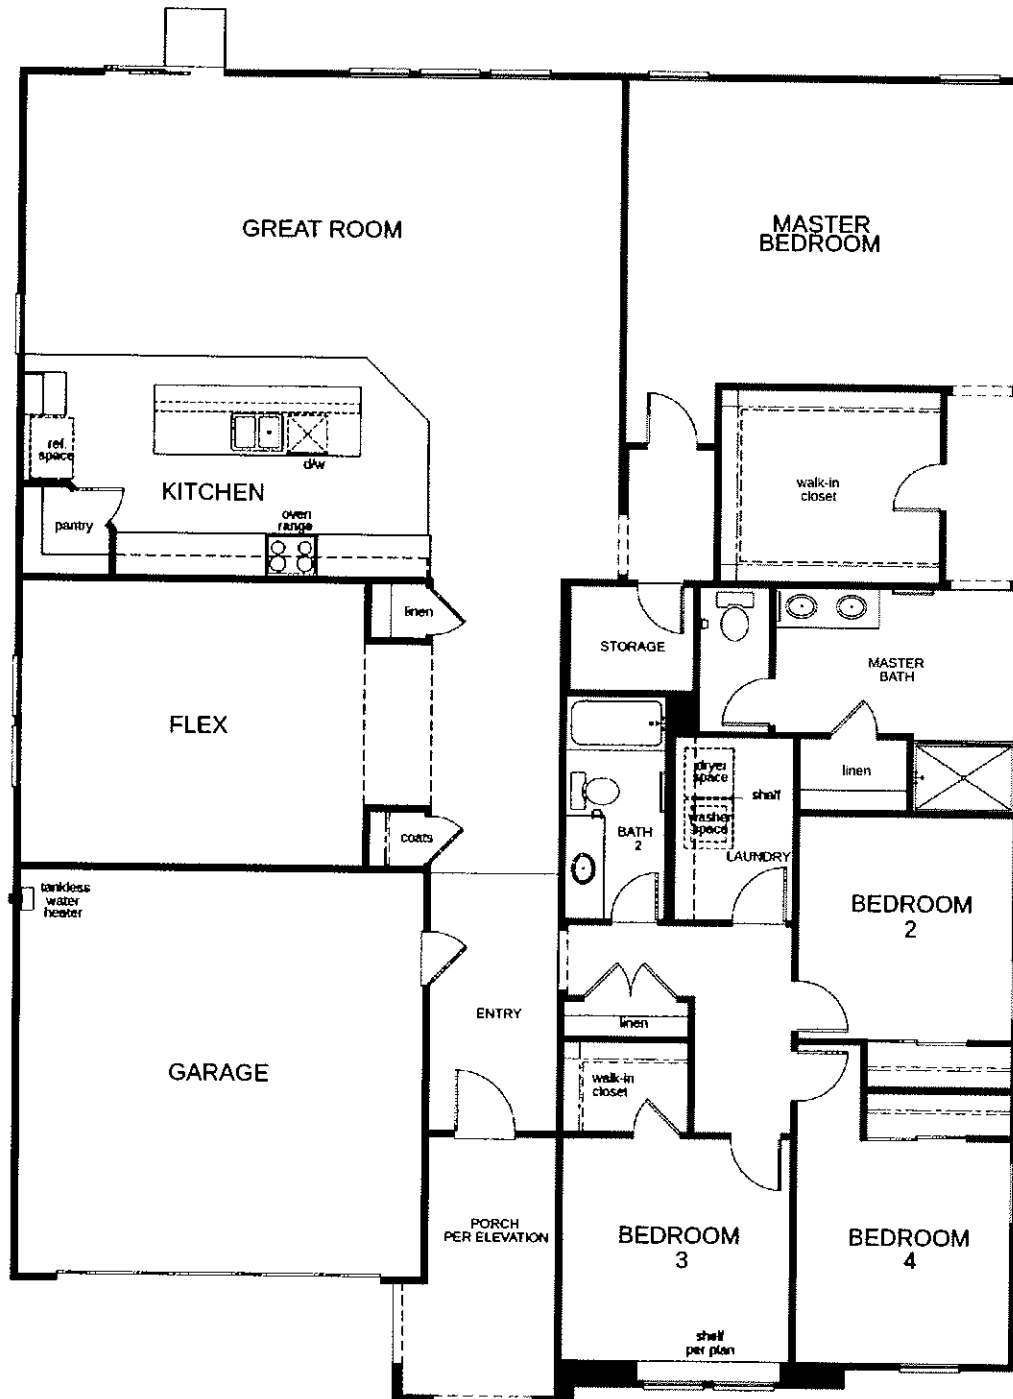 GREAT ROOM
MASTER
BEDROOM
ref.
space
d/w
KITCHEN
oven
range
pantry
walk-in
closet
linen
STORAGE
MASTER
BATH
FLEX
linen
dryer
space
shelf
washer
space
coats
BATH
2
LAUNDRY
tankless
water
heater
BEDROOM
2
ENTRY
linen
GARAGE
walk-in
closet
PORCH
PER ELEVATION
BEDROOM
3
BEDROOM
4
shelf
per plan